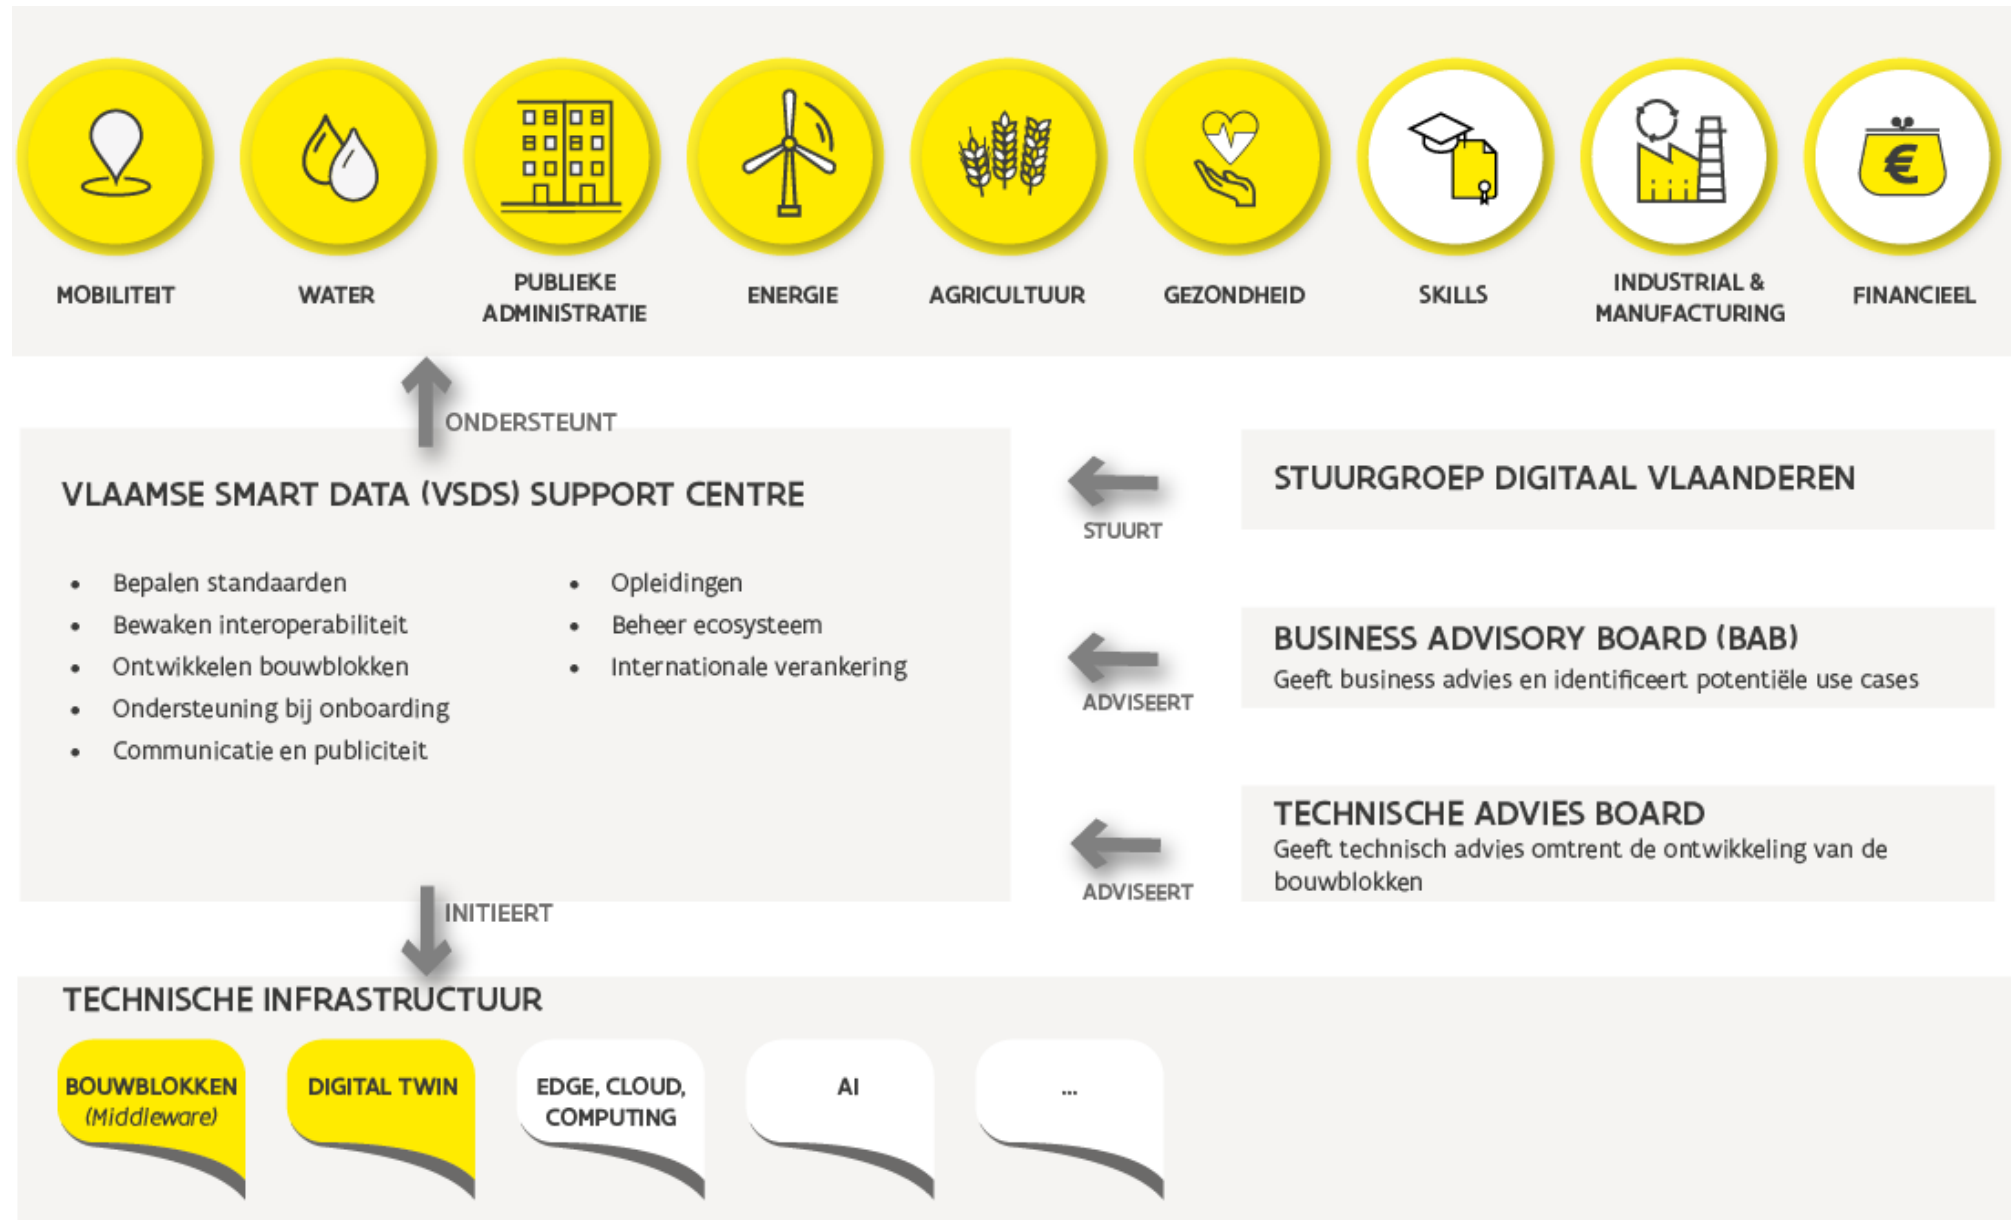 €
MOBILITEIT
WATER
PUBLIEKE
ADMINISTRATIE
ENERGIE
AGRICULTUUR
GEZONDHEID
SKILLS
INDUSTRIAL &
MANUFACTURING
FINANCIEEL
ONDERSTEUNT
VLAAMSE SMART DATA (VSDS) SUPPORT CENTRE
• Bepalen standaarden
• Bewaken interoperabiliteit
• Ontwikkelen bouwblokken
• Ondersteuning bij onboarding
• Communicatie en publiciteit
• Opleidingen
• Beheer ecosysteem
• Internationale verankering
STUURT
STUURGROEP DIGITAAL VLAANDEREN
ADVISEERT
BUSINESS ADVISORY BOARD (BAB)
Geeft business advies en identificeert potentiële use cases
ADVISEERT
TECHNISCHE ADVIES BOARD
Geeft technisch advies omtrent de ontwikkeling van de
bouwblokken
INITIEERT
TECHNISCHE INFRASTRUCTUUR
BOUWBLOKKEN
(Middleware)
DIGITAL TWIN
EDGE, CLOUD,
COMPUTING
AI
...